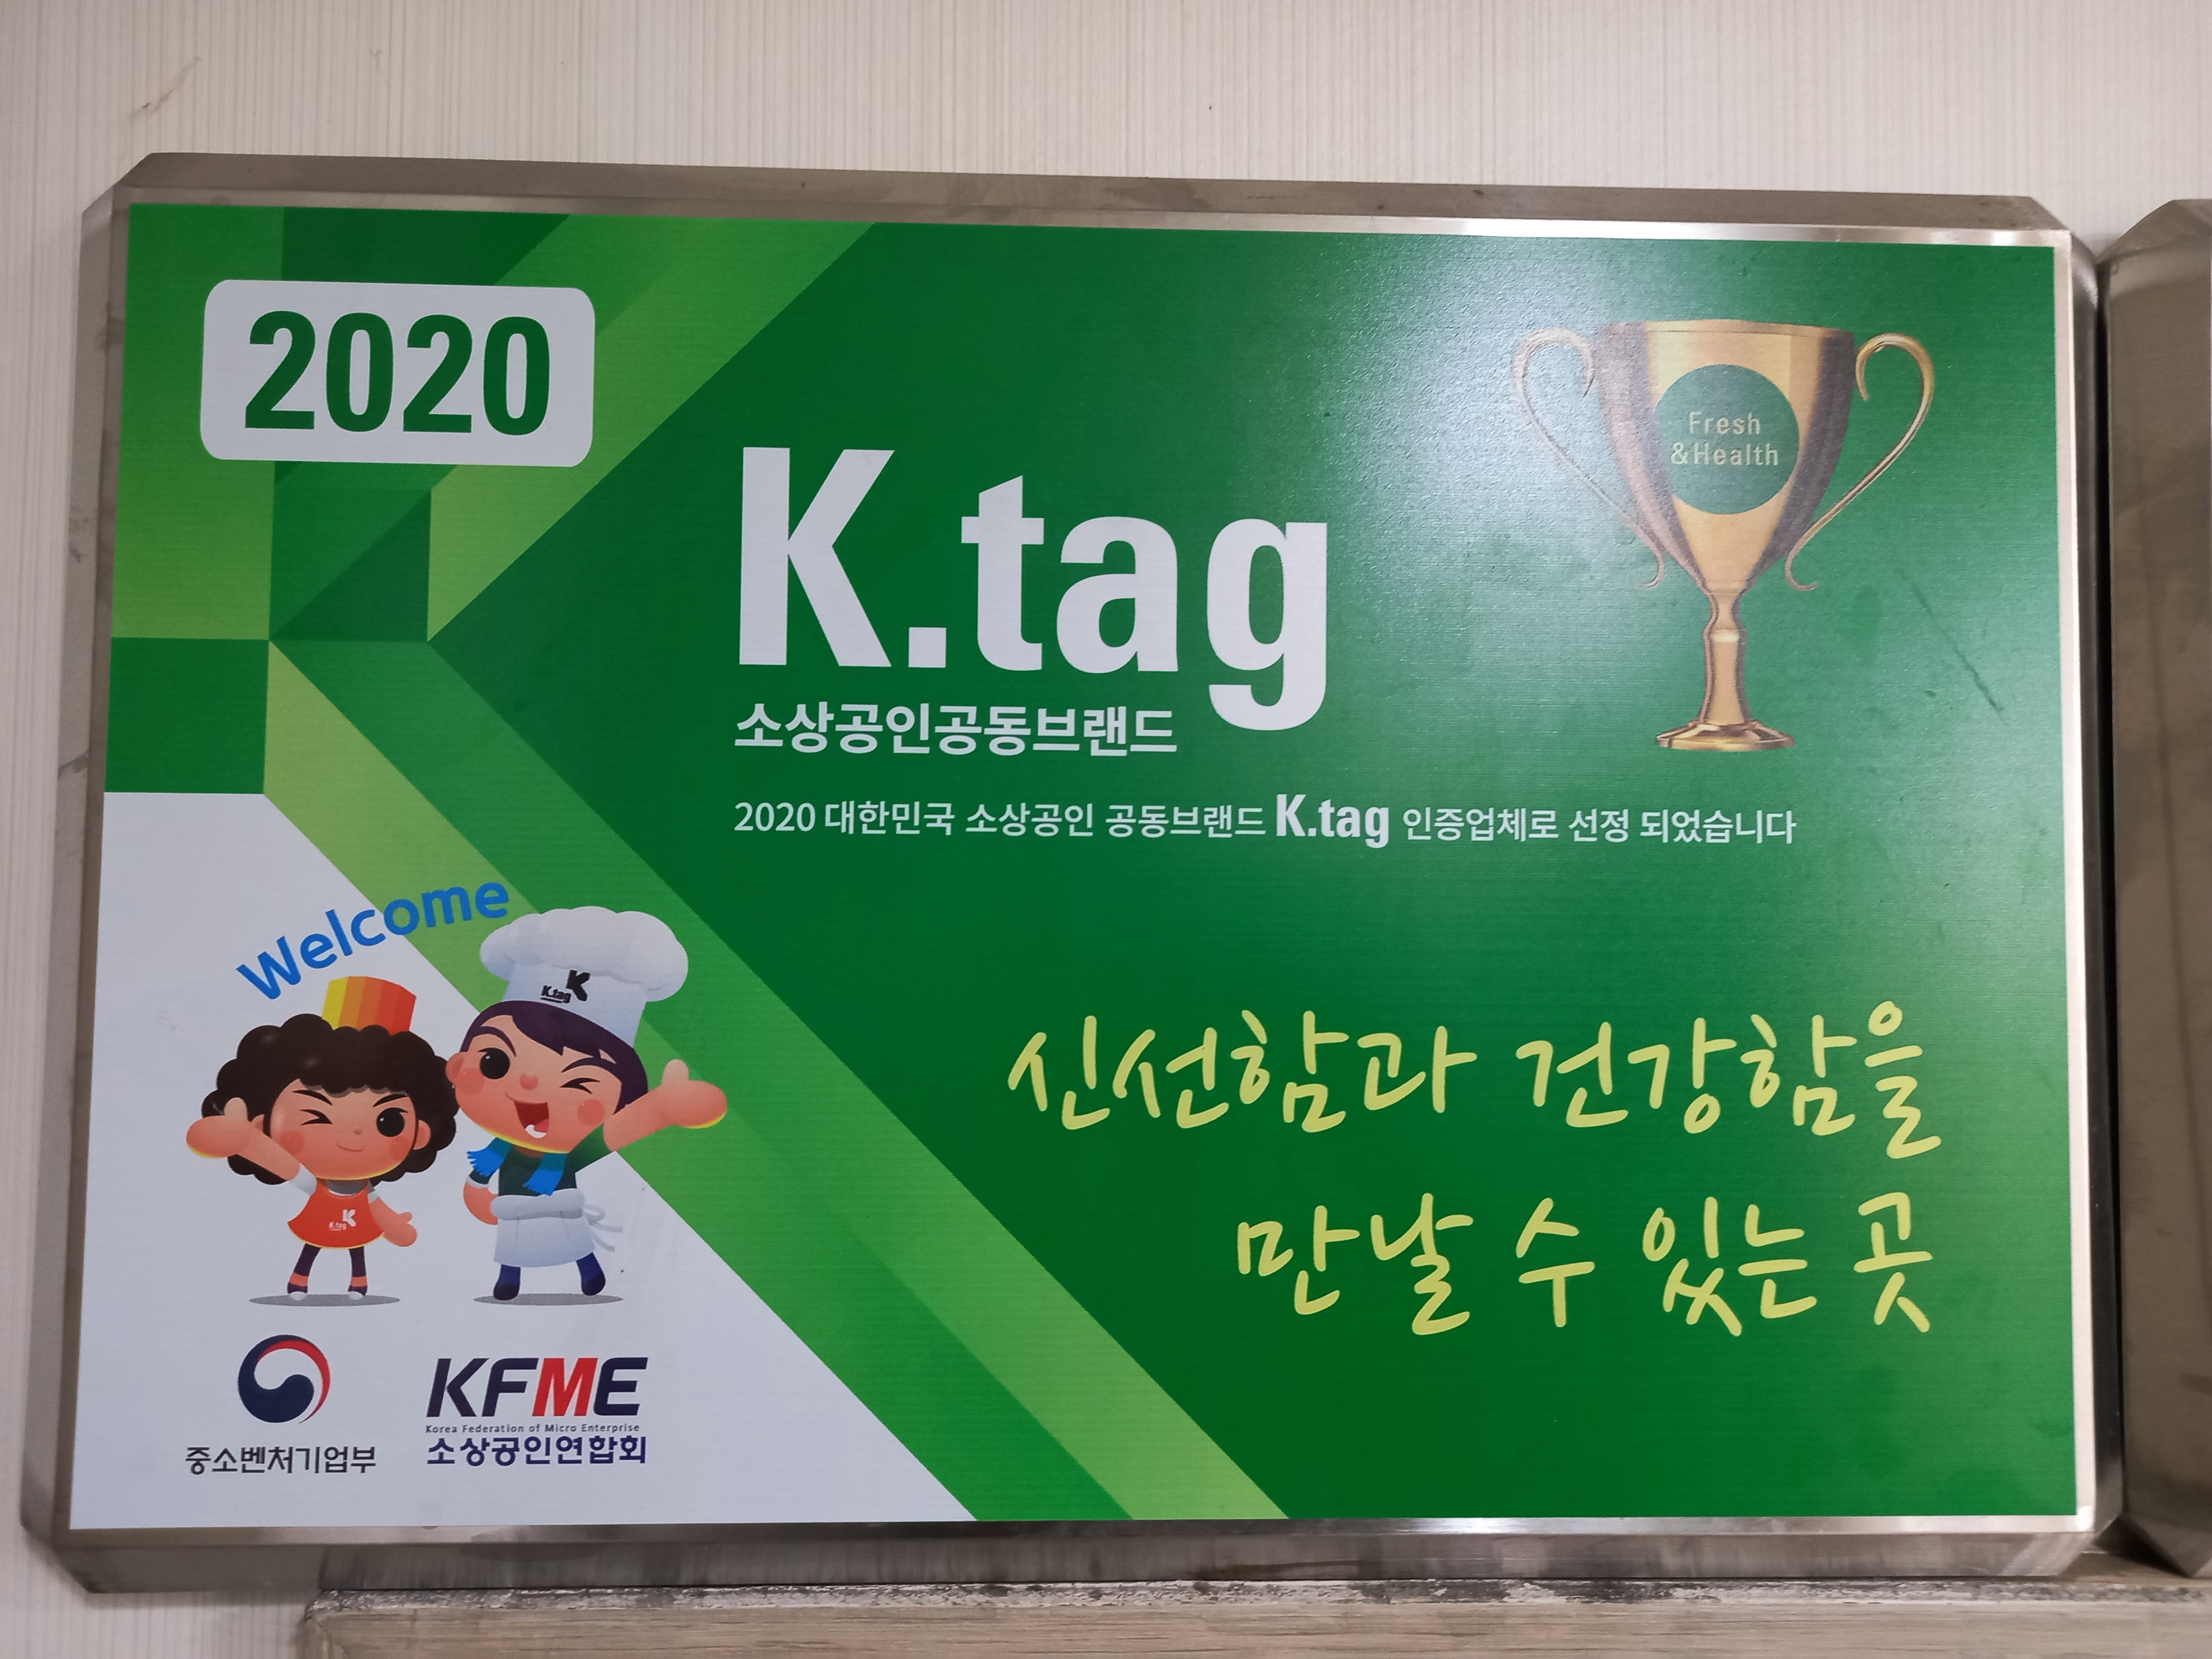 2020
K.tag
Fresh
&Health
소상공인공동브랜드
2020 대한민국 소상공인 공동브랜드 K.tag 인증업체로 선정 되었습니다
Welcome
K.tag
K.tag
신선함과 건강함을
만날 수 있는 곳
중소벤처기업부
KFME
Korea Federation of Micro Enterprise
소상공인연합회